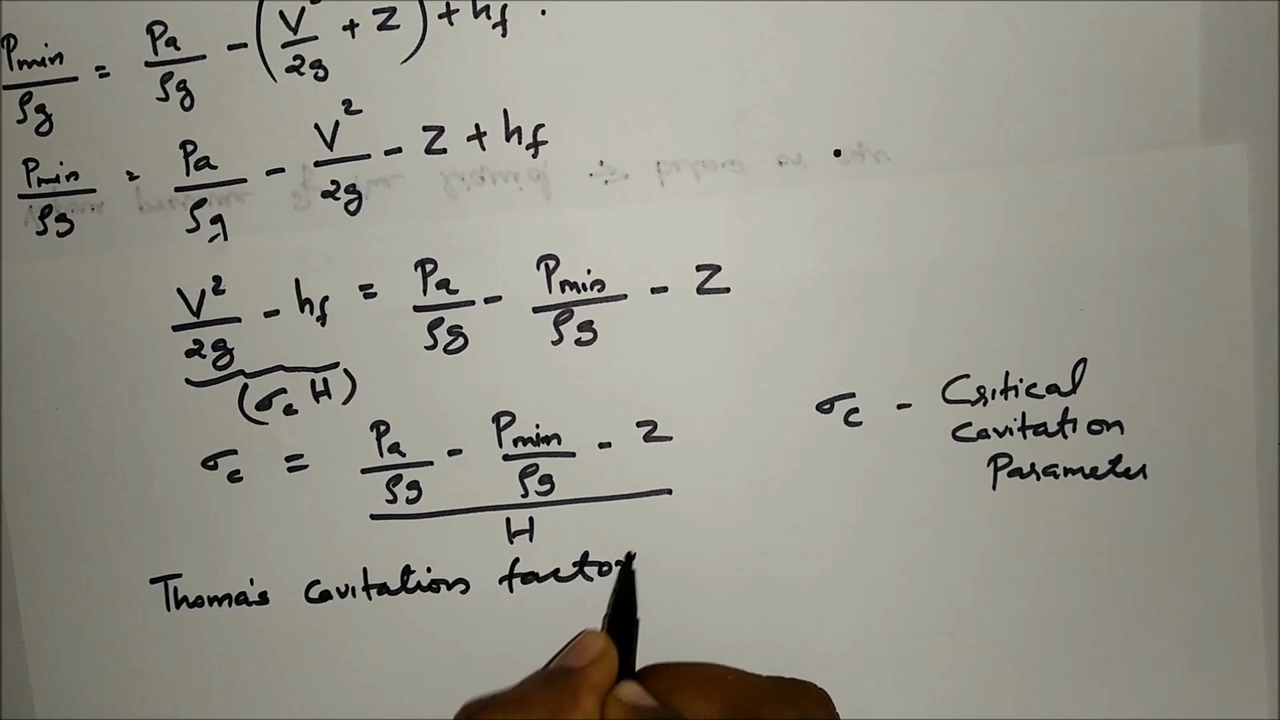 Pmin/ρg = Pa/ρg - (V²/2g + Z) + hf.
Pmin/ρg = Pa/ρg - V²/2g - Z + hf
V²/2g - hf = Pa/ρg - Pmin/ρg - Z
(σc H)
σc - Critical
Cavitation
Parameter
σc = (Pa/ρg - Pmin/ρg - Z)/H
Thoma's Cavitation factor